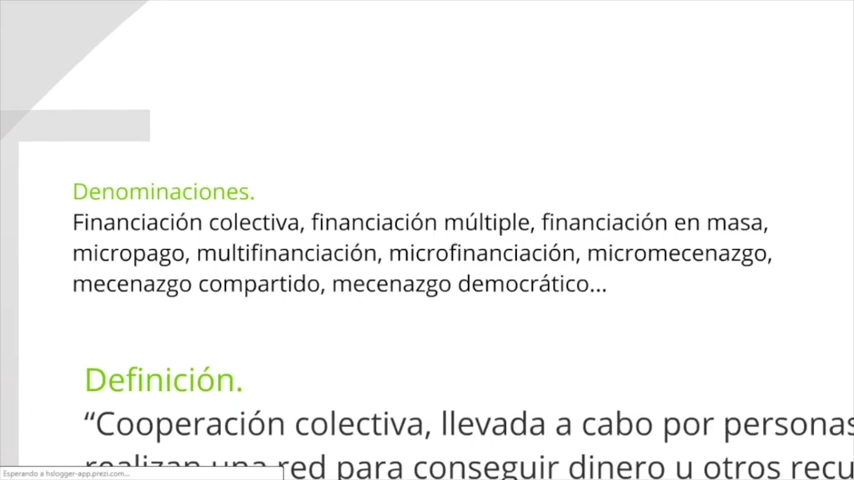 Denominaciones.
Financiación colectiva, financiación múltiple, financiación en masa,
micropago, multifinanciación, microfinanciación, micromecenazgo,
mecenazgo compartido, mecenazgo democrático...
Definición.
“Cooperación colectiva, llevada a cabo por personas
realizan una red para conseguir dinero u otros recu
Esperando a hslogger-app.prezi.com...